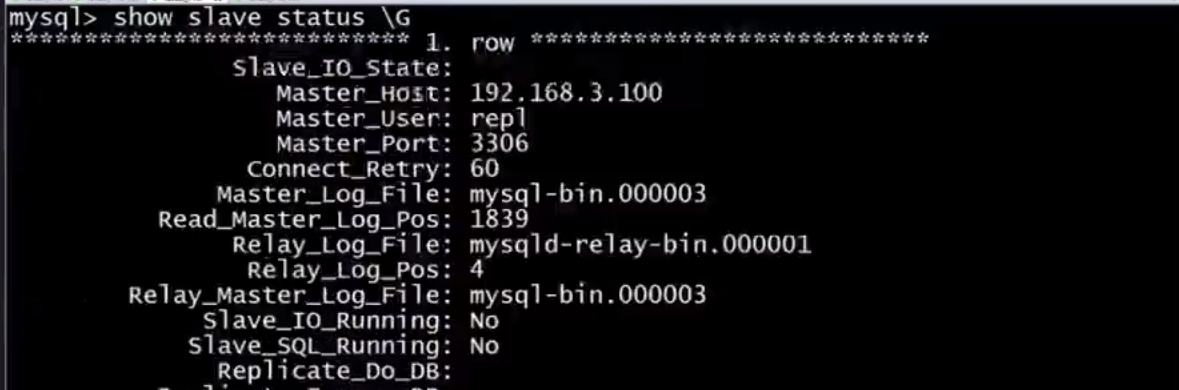 mysql> show slave status \G
*************************** 1. row ***************************
Slave_IO_State:
Master_Host: 192.168.3.100
Master_User: repl
Master_Port: 3306
Connect_Retry: 60
Master_Log_File: mysql-bin.000003
Read_Master_Log_Pos: 1839
Relay_Log_File: mysqld-relay-bin.000001
Relay_Log_Pos: 4
Relay_Master_Log_File: mysql-bin.000003
Slave_IO_Running: No
Slave_SQL_Running: No
Replicate_Do_DB: